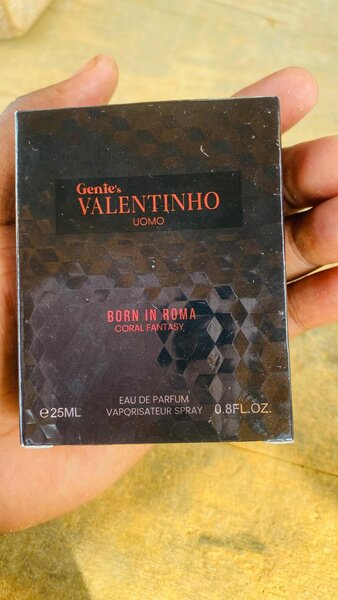 Genie's
VALENTINHO
UOMO
BORN IN ROMA
CORAL FANTASY
EAU DE PARFUM
℮25ML VAPORISATEUR SPRAY 0.8FL.OZ.